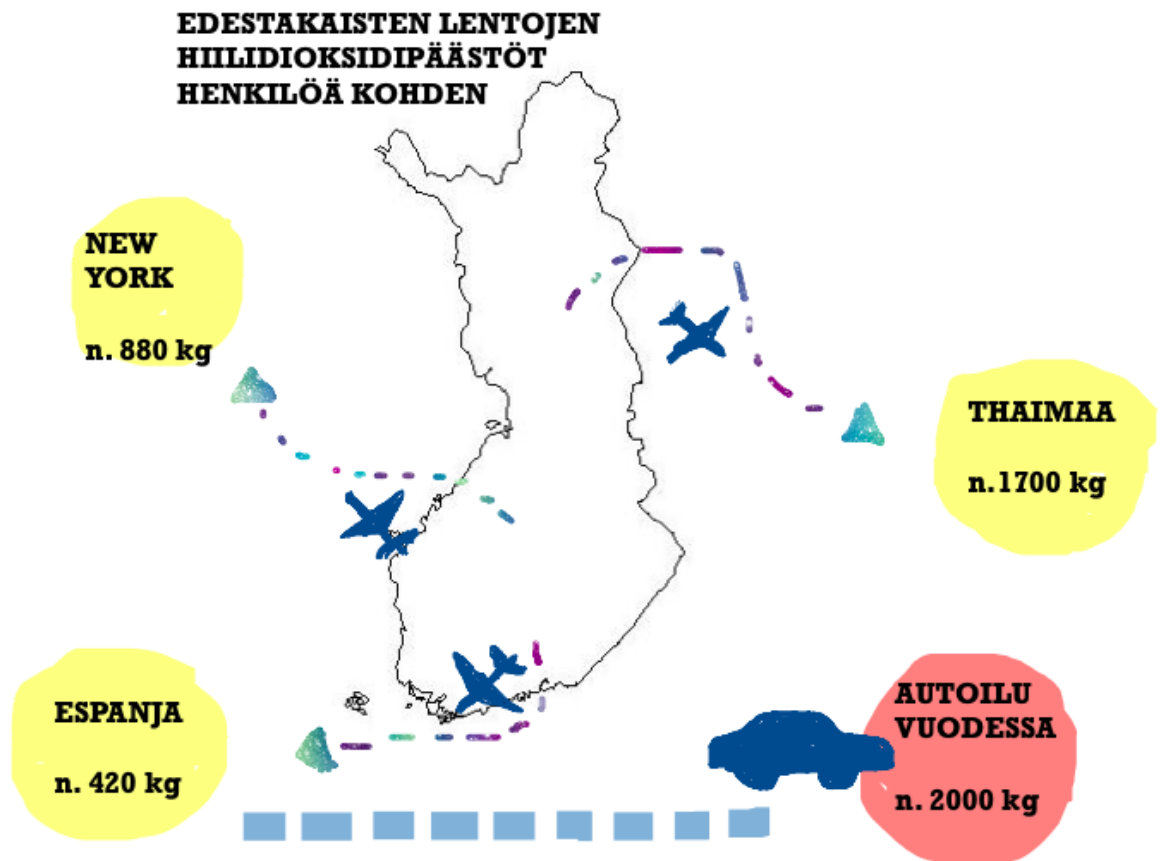 EDESTAKAISTEN LENTOJEN
HIILIDIOKSIDIPÄÄSTÖT
HENKILÖÄ KOHDEN
NEW
YORK
n. 880 kg
THAIMAA
n.1700 kg
ESPANJA
n. 420 kg
AUTOILU
VUODESSA
n. 2000 kg